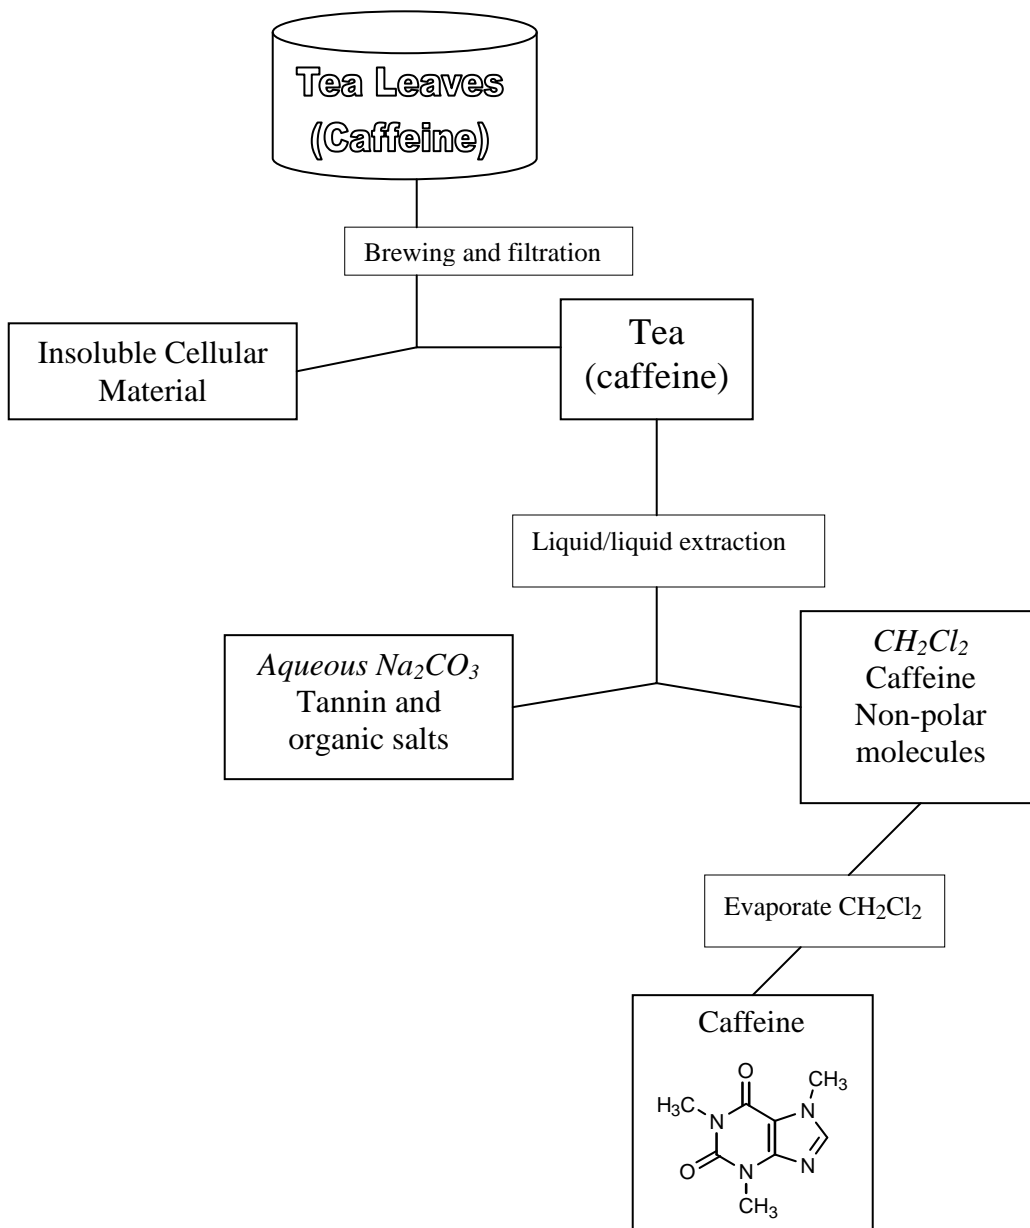 Tea Leaves
(Caffeine)
Brewing and filtration
Insoluble Cellular
Material
Tea
(caffeine)
Liquid/liquid extraction
Aqueous Na₂CO₃
Tannin and
organic salts
CH₂Cl₂
Caffeine
Non-polar
molecules
Evaporate CH₂Cl₂
Caffeine
O
CH₃
H₃C
N
N
O
N
N
CH₃